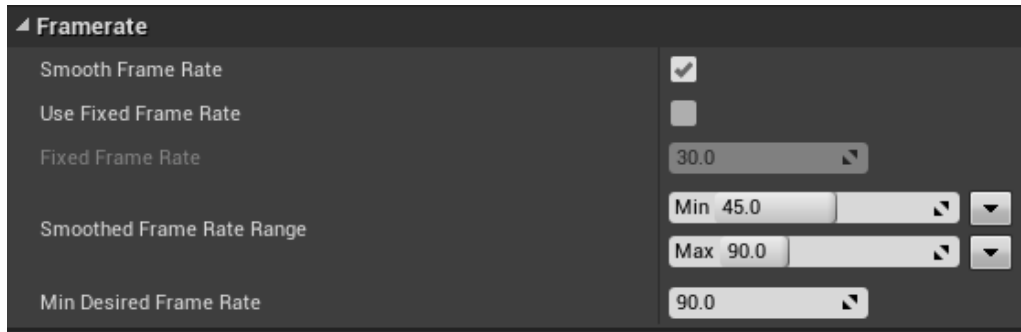 Framerate
Smooth Frame Rate
Use Fixed Frame Rate
Fixed Frame Rate 30.0
Smoothed Frame Rate Range
Min 45.0
Max 90.0
Min Desired Frame Rate 90.0